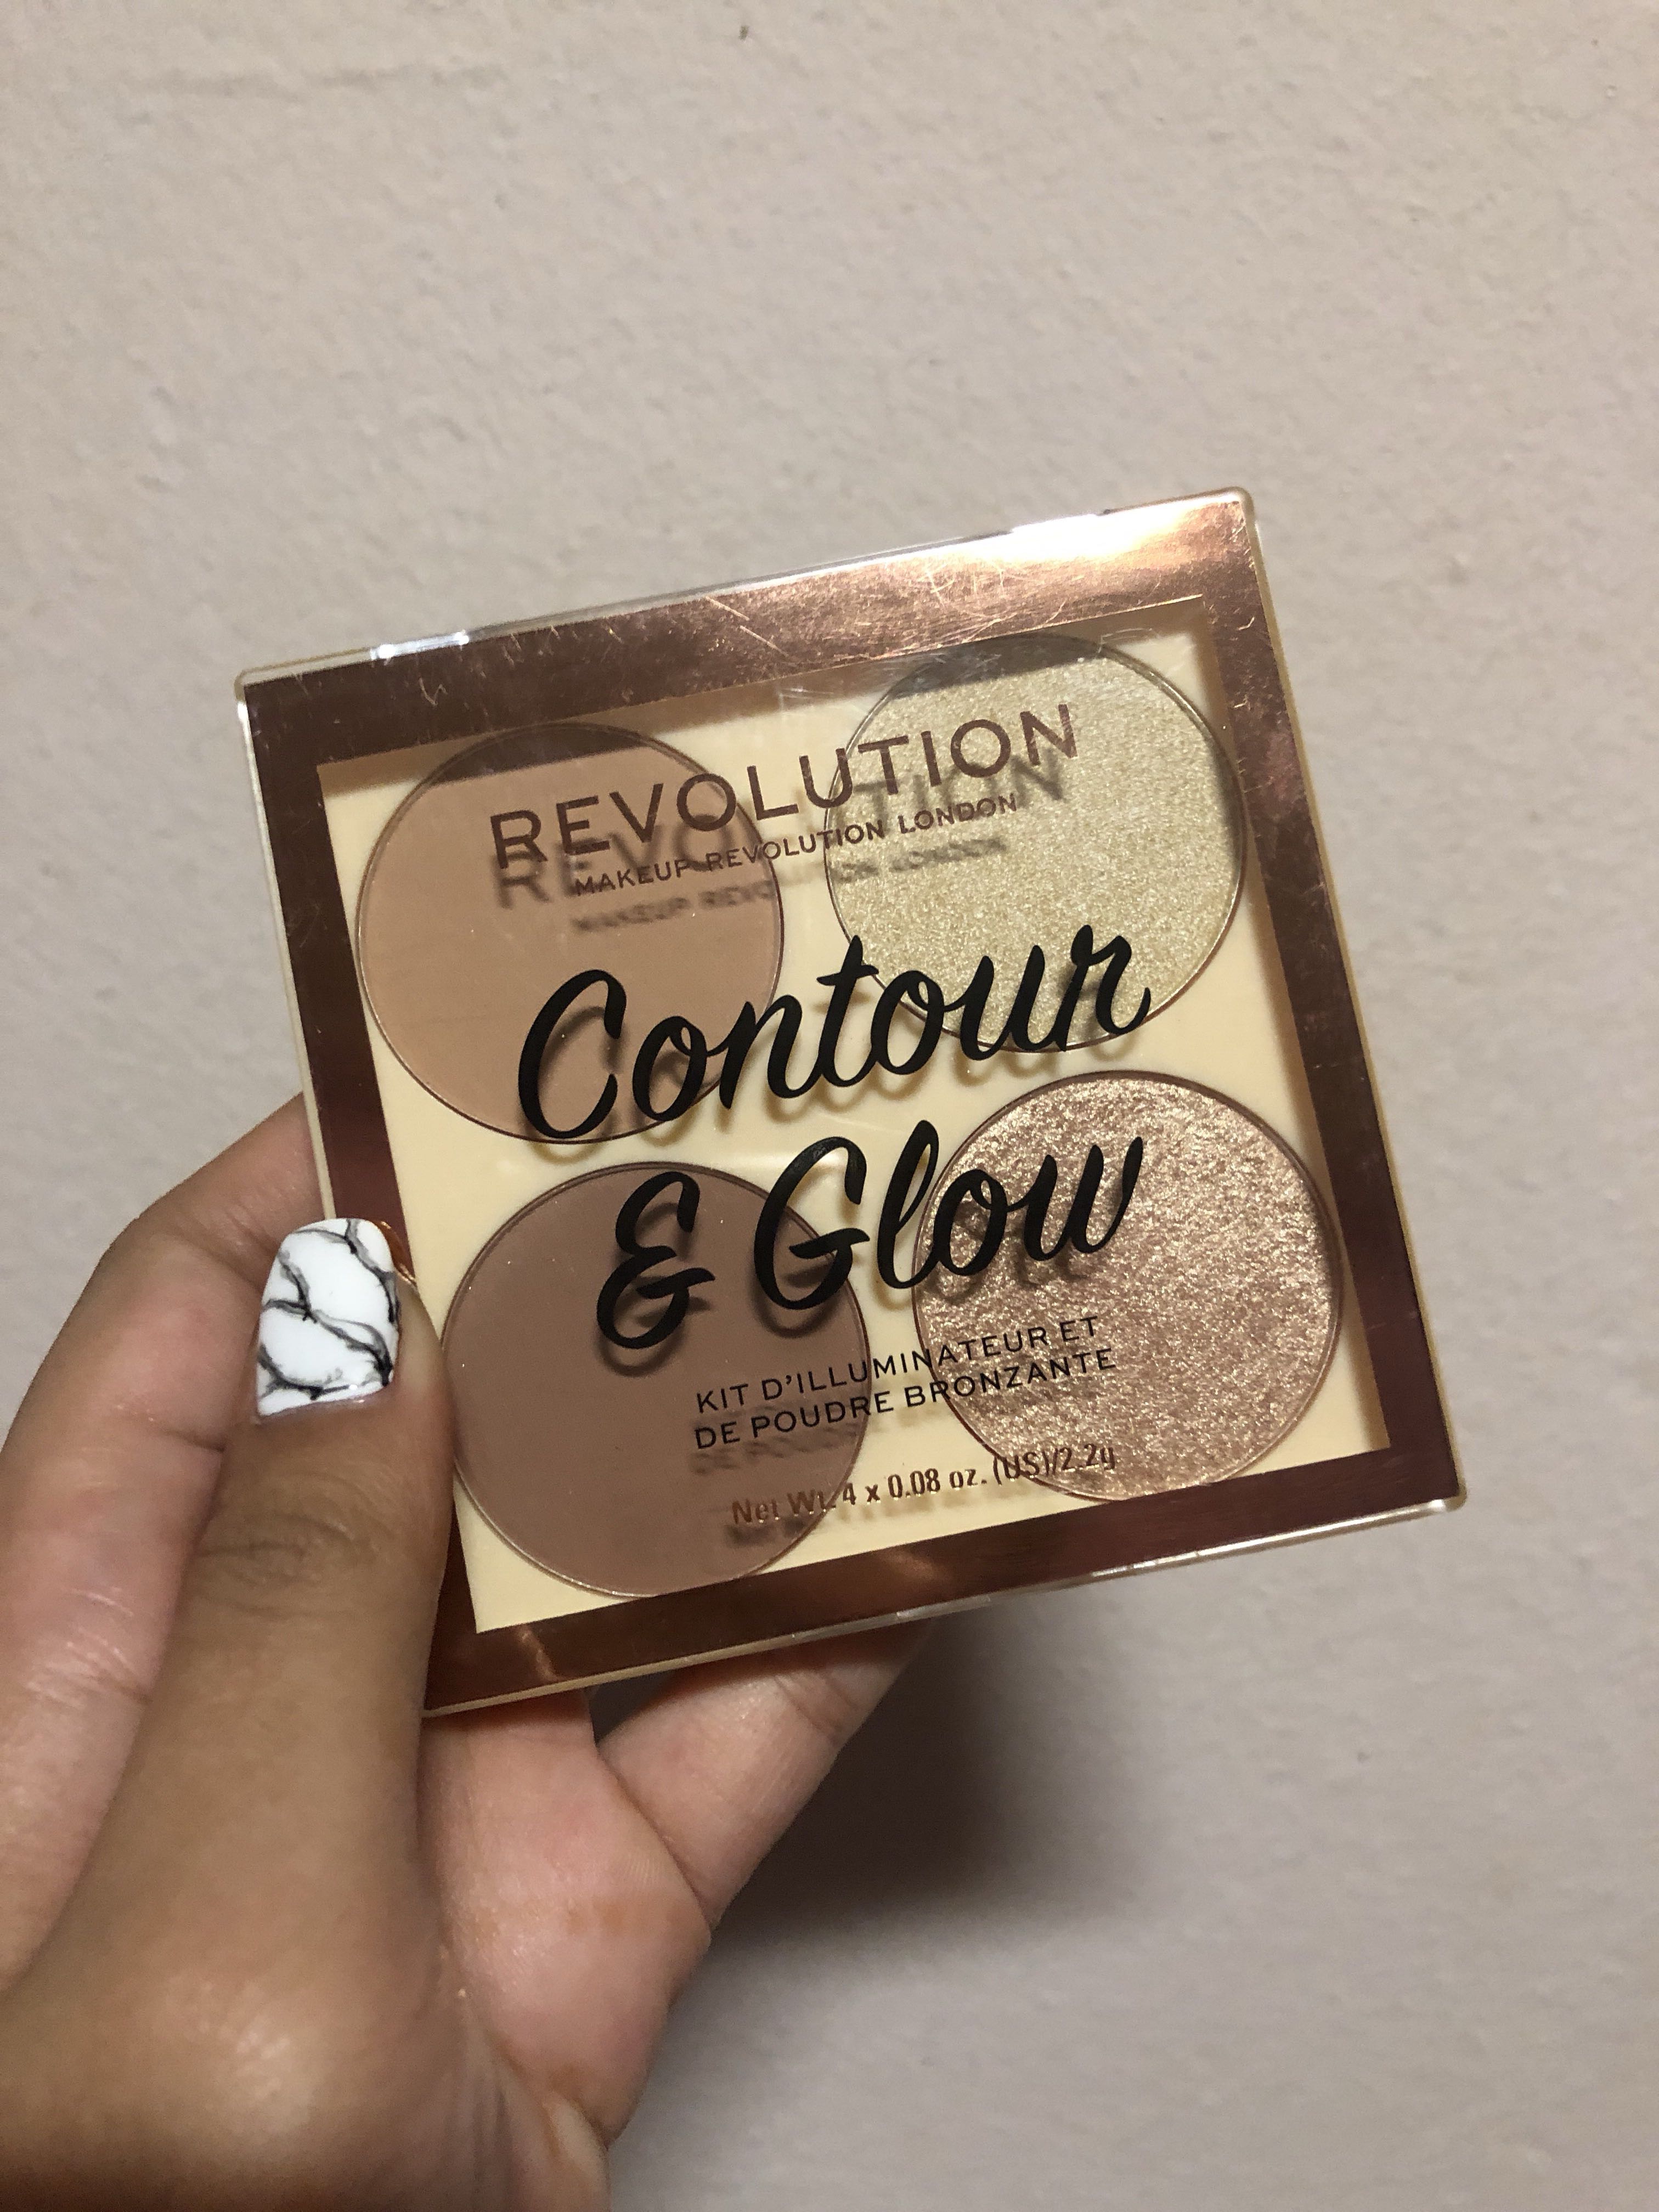 REVOLUTION
MAKEUP REVOLUTION LONDON
Contour
& Glow
KIT D'ILLUMINATEUR ET
DE POUDRE BRONZANTE
Net Wt. 4 x 0.08 oz. (US)/2.2g